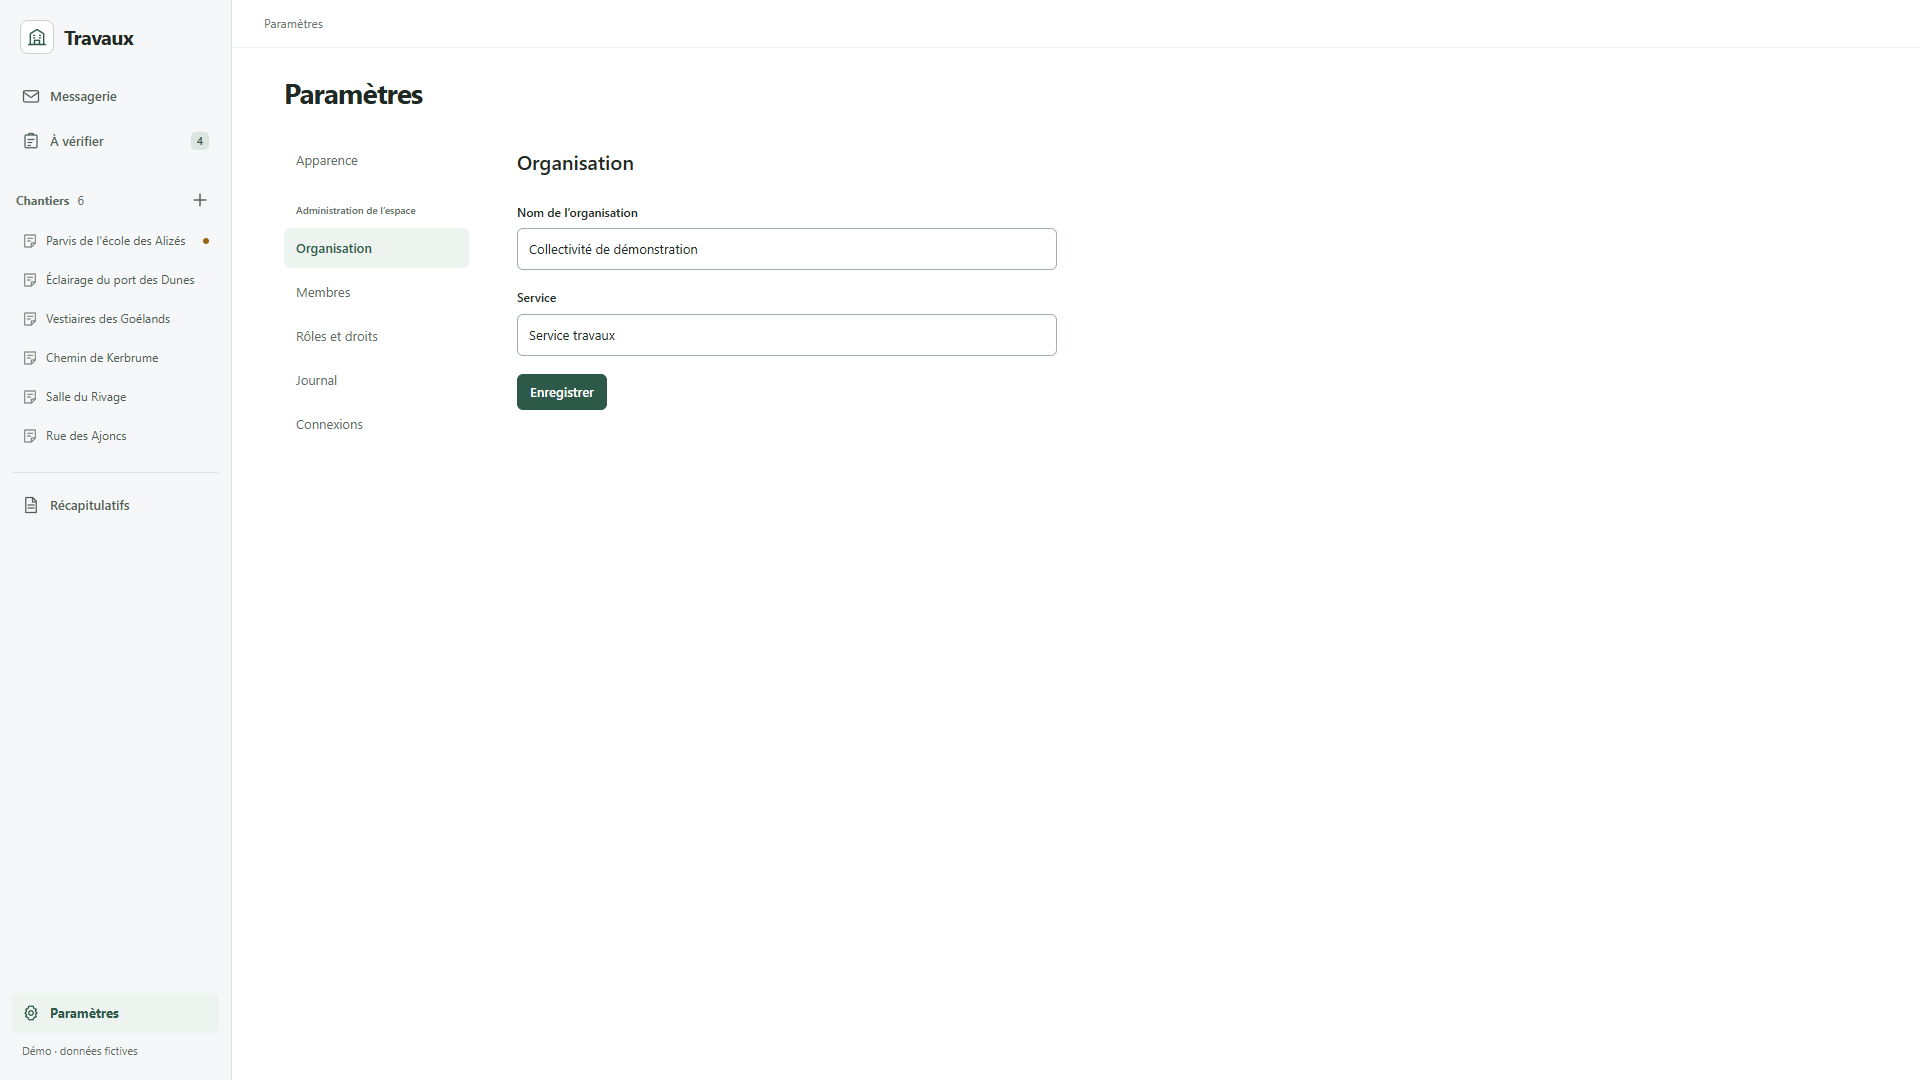 Travaux
Messagerie
À vérifier 4
Chantiers 6
Parvis de l'école des Alizés
Éclairage du port des Dunes
Vestiaires des Goélands
Chemin de Kerbrume
Salle du Rivage
Rue des Ajoncs
Récapitulatifs
Paramètres
Démo · données fictives
Paramètres
Paramètres
Apparence
Administration de l’espace
Organisation
Membres
Rôles et droits
Journal
Connexions
Organisation
Nom de l’organisation
Collectivité de démonstration
Service
Service travaux
Enregistrer